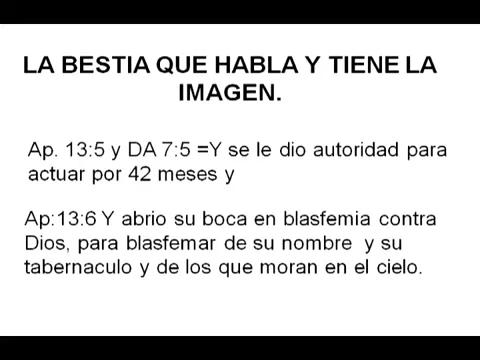 LA BESTIA QUE HABLA Y TIENE LA
IMAGEN.
Ap. 13:5 y DA 7:5 =Y se le dio autoridad para
actuar por 42 meses y
Ap:13:6 Y abrio su boca en blasfemia contra
Dios, para blasfemar de su nombre y su
tabernaculo y de los que moran en el cielo.